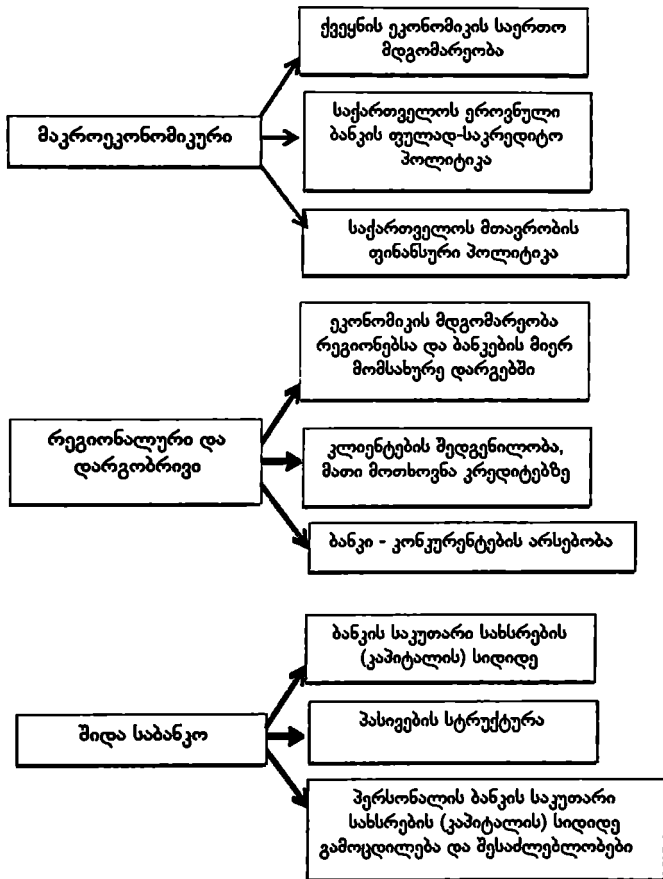 ქვეყნის ეკონომიკის საერთო
მდგომარეობა
მაკროეკონომიკური
საქართველოს ეროვნული
ბანკის ფულად-საკრედიტო
პოლიტიკა
საქართველოს მთავრობის
ფინანსური პოლიტიკა
ეკონომიკის მდგომარეობა
რეგიონებსა და ბანკების მიერ
მომსახურე დარგებში
რეგიონალური და
დარგობრივი
კლიენტების შედგენილობა,
მათი მოთხოვნა კრედიტებზე
ბანკი - კონკურენტების არსებობა
ბანკის საკუთარი სახსრების
(კაპიტალის) სიდიდე
შიდა საბანკო
პასივების სტრუქტურა
პერსონალის ბანკის საკუთარი
სახსრების (კაპიტალის) სიდიდე
გამოცდილება და შესაძლებლობები